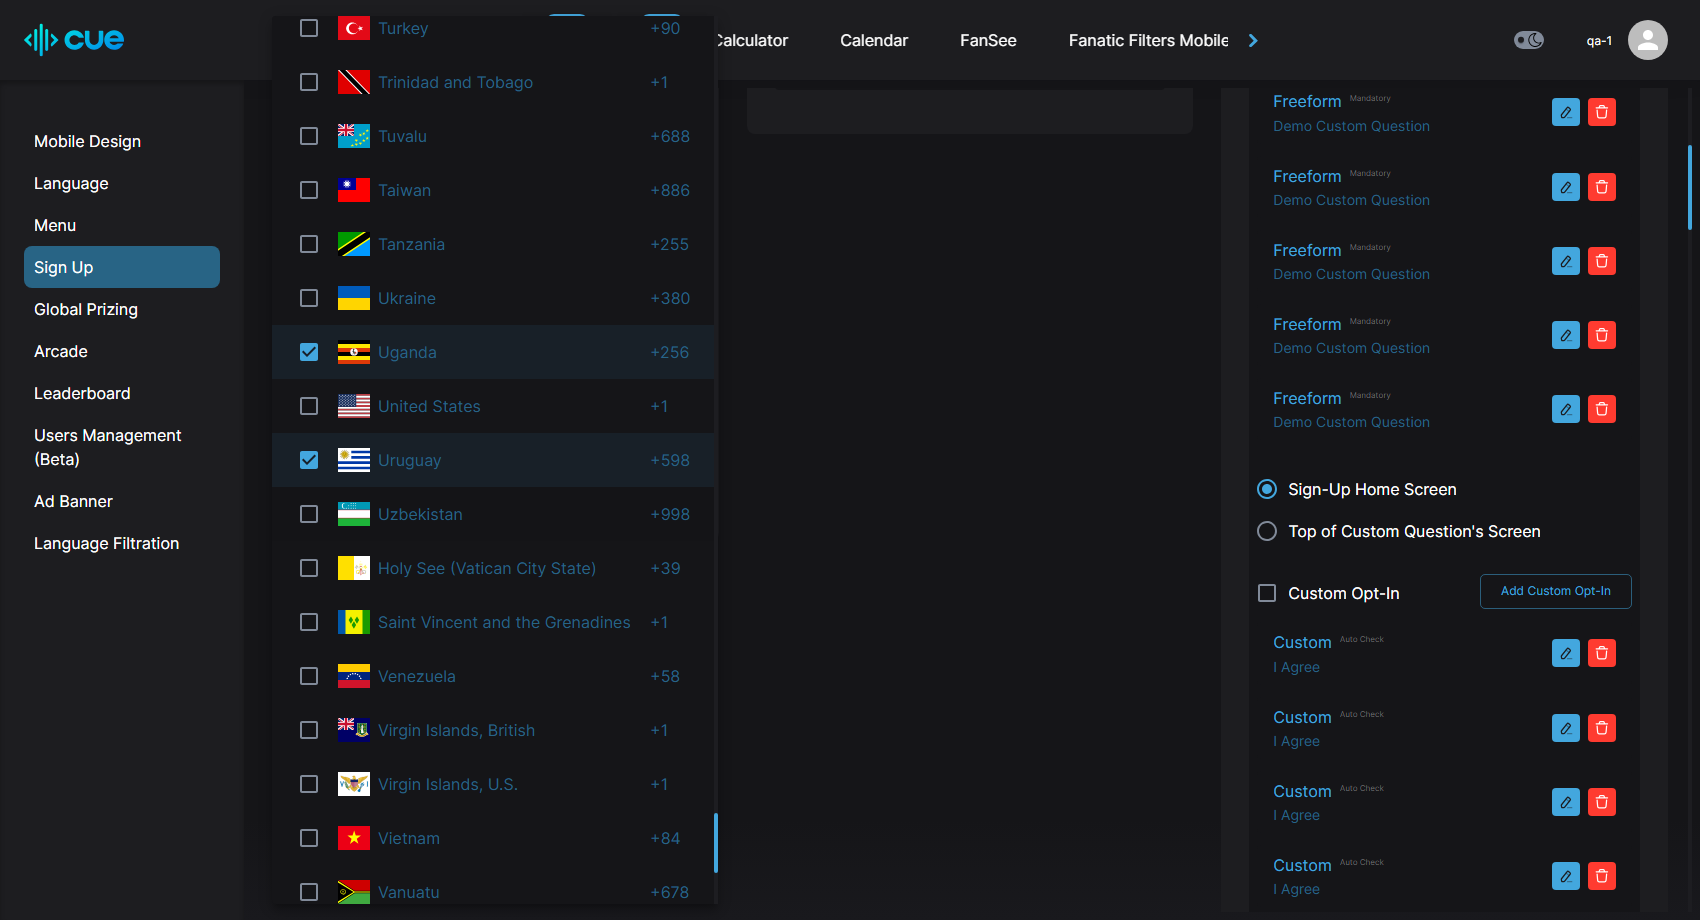 cue
Calculator
Calendar
FanSee
Fanatic Filters Mobile
qa-1
Mobile Design
Language
Menu
Sign Up
Global Prizing
Arcade
Leaderboard
Users Management
(Beta)
Ad Banner
Language Filtration
Turkey +90
Trinidad and Tobago +1
Tuvalu +688
Taiwan +886
Tanzania +255
Ukraine +380
Uganda +256
United States +1
Uruguay +598
Uzbekistan +998
Holy See (Vatican City State) +39
Saint Vincent and the Grenadines +1
Venezuela +58
Virgin Islands, British +1
Virgin Islands, U.S. +1
Vietnam +84
Vanuatu +678
Freeform Mandatory
Demo Custom Question
Freeform Mandatory
Demo Custom Question
Freeform Mandatory
Demo Custom Question
Freeform Mandatory
Demo Custom Question
Freeform Mandatory
Demo Custom Question
Sign-Up Home Screen
Top of Custom Question's Screen
Custom Opt-In
Add Custom Opt-In
Custom Auto Check
I Agree
Custom Auto Check
I Agree
Custom Auto Check
I Agree
Custom Auto Check
I Agree